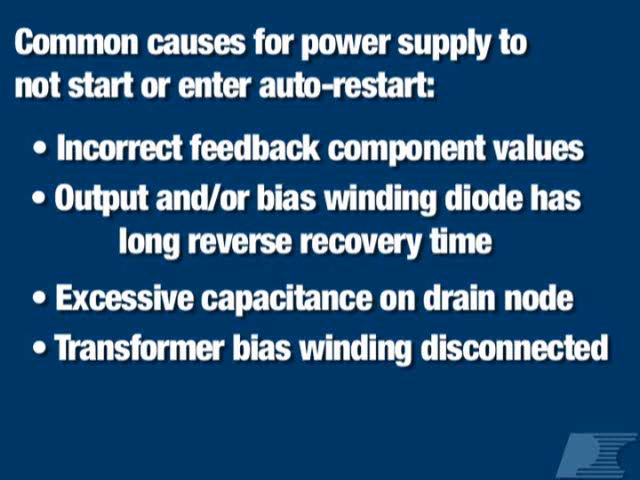 Common causes for power supply to
not start or enter auto-restart:
• Incorrect feedback component values
• Output and/or bias winding diode has
long reverse recovery time
• Excessive capacitance on drain node
• Transformer bias winding disconnected